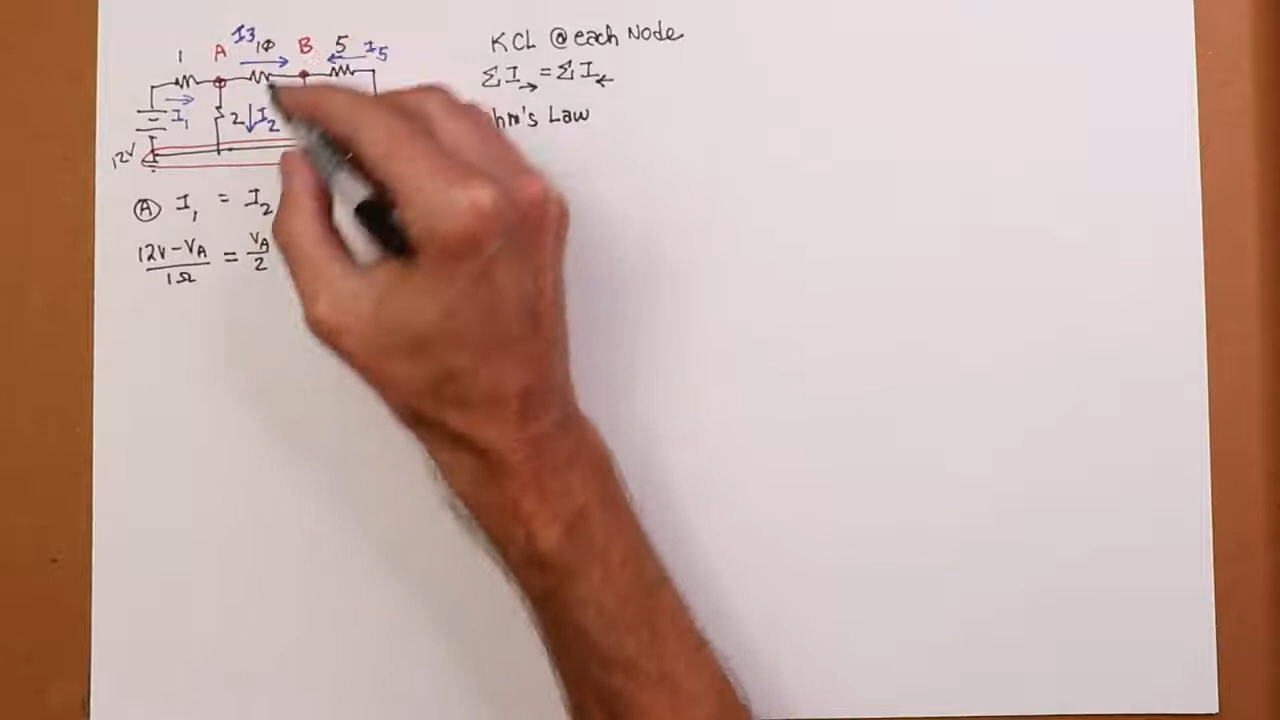 1 A I3 10 B 5 I5
I1 2 I2
12V
KCL @ each Node
ΣI→ = ΣI←
hm's Law
Ⓐ I1 = I2
12V-VA/1Ω = VA/2